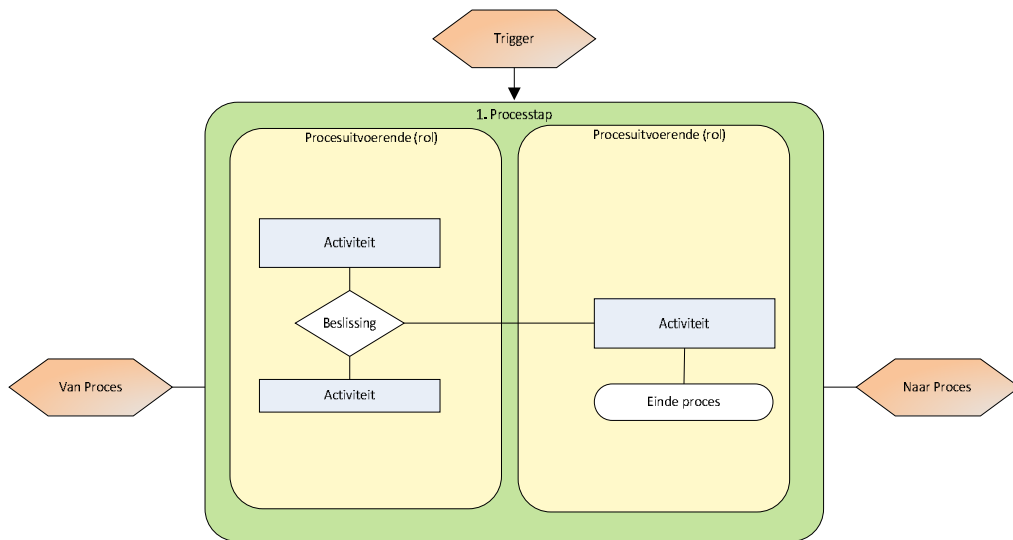 Trigger
1. Processtap
Procesuitvoerende (rol)
Procesuitvoerende (rol)
Activiteit
Beslissing
Activiteit
Activiteit
Einde proces
Van Proces
Naar Proces